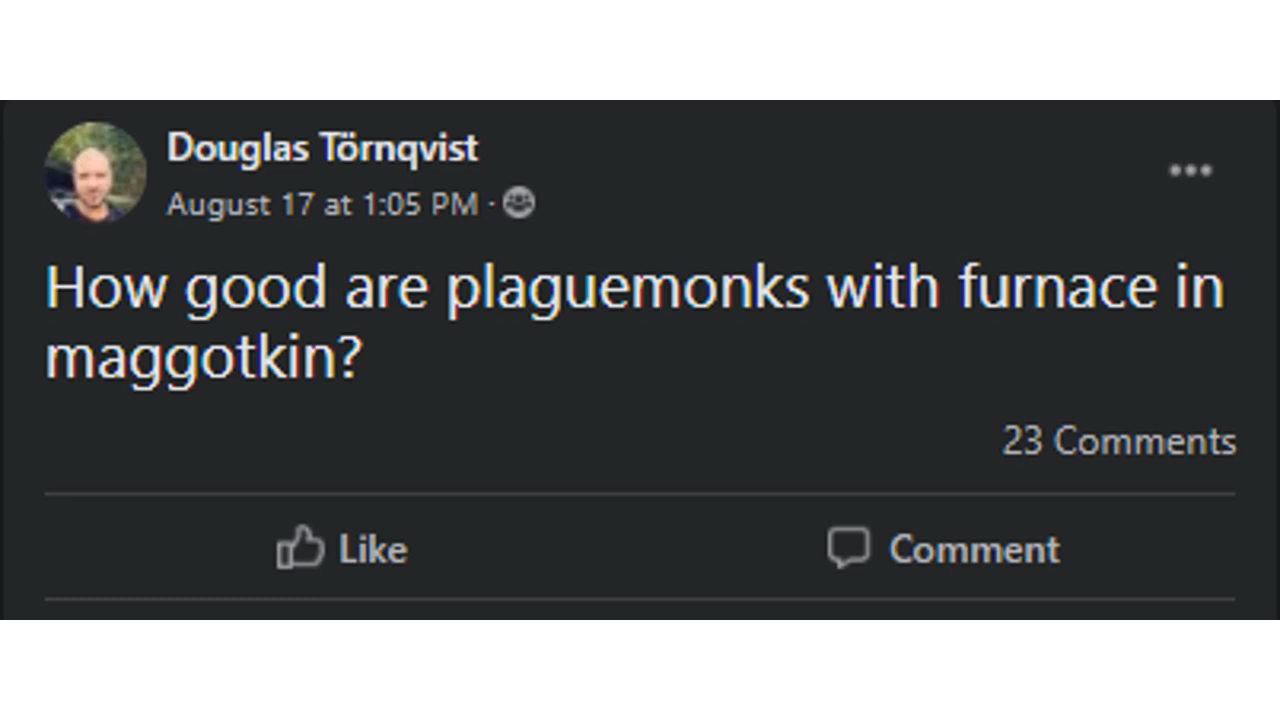 Douglas Törnqvist
August 17 at 1:05 PM ·
How good are plaguemonks with furnace in
maggotkin?
23 Comments
Like
Comment